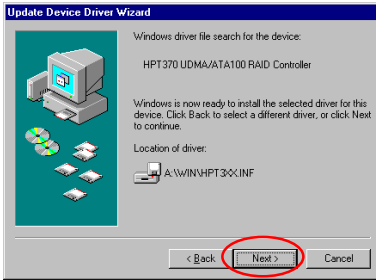 Update Device Driver Wizard
Windows driver file search for the device:
HPT370 UDMA/ATA100 RAID Controller
Windows is now ready to install the selected driver for this
device. Click Back to select a different driver, or click Next
to continue.
Location of driver:
A:\WIN\HPT3XX.INF
< Back
Next >
Cancel